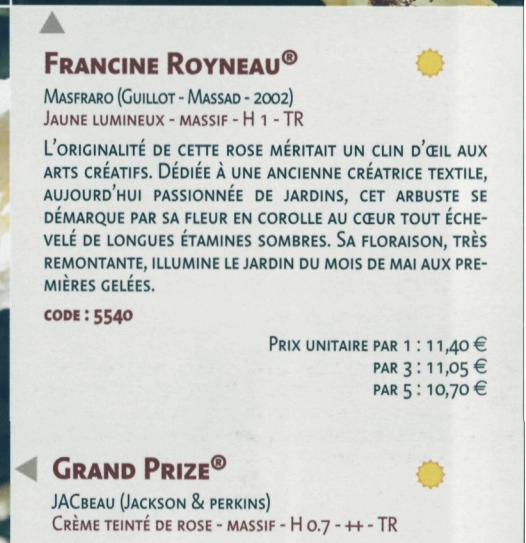 Francine Royneau®
Masfraro (Guillot - Massad - 2002)
Jaune lumineux - massif - H 1 - TR
L'originalité de cette rose méritait un clin d'œil aux
arts créatifs. Dédiée à une ancienne créatrice textile,
aujourd'hui passionnée de jardins, cet arbuste se
démarque par sa fleur en corolle au cœur tout éche-
velé de longues étamines sombres. Sa floraison, très
remontante, illumine le jardin du mois de mai aux pre-
mières gelées.
code : 5540
Prix unitaire par 1 : 11,40 €
par 3 : 11,05 €
par 5 : 10,70 €
Grand Prize®
JACbeau (Jackson & perkins)
Crème teinté de rose - massif - H 0.7 - ++ - TR